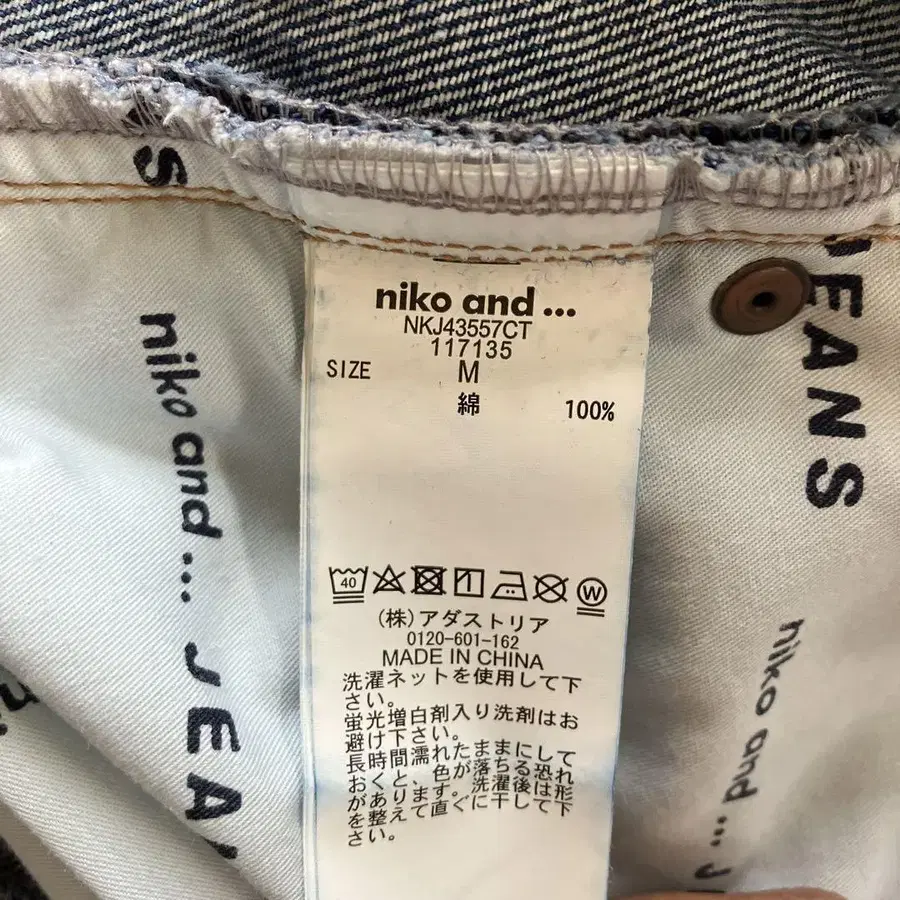 niko and ...
NKJ43557CT
117135
SIZE M
綿 100%
40
W
(株)アダストリア
0120-601-162
MADE IN CHINA
洗濯ネットを使用して下
さい。
蛍光増白剤入り洗剤はお
避け下さい。
長時間濡れたままにして
おくと、色が落ちる恐れ
があります。洗濯後は形
を整えて直ぐに干して下
さい。
niko and ... JEAN
S
JEANS
niko and ... J